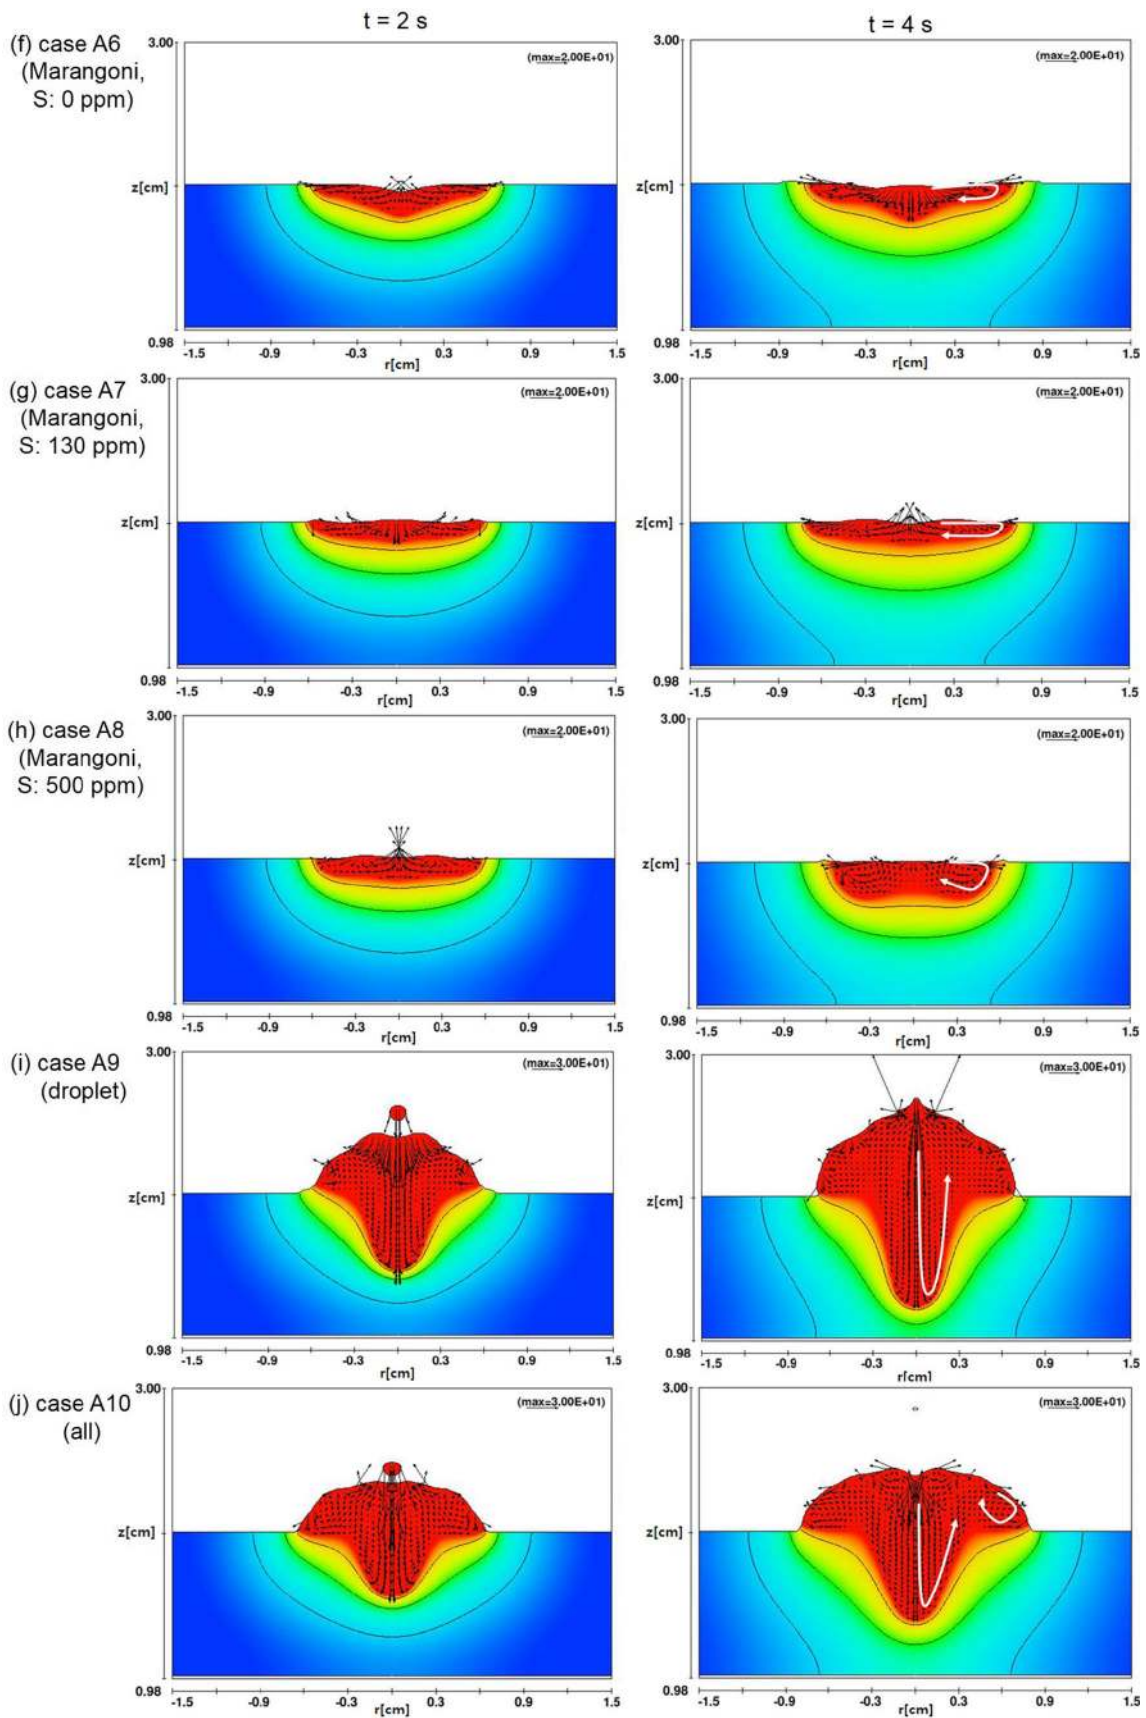 t = 2 s
t = 4 s
(f) case A6
(Marangoni,
S: 0 ppm)
3.00
(max=2.00E+01)
z[cm]
0.98
-1.5 -0.9 -0.3 0.3 0.9 1.5
r[cm]
3.00
(max=2.00E+01)
z[cm]
0.98
-1.5 -0.9 -0.3 0.3 0.9 1.5
r[cm]
(g) case A7
(Marangoni,
S: 130 ppm)
3.00
(max=2.00E+01)
z[cm]
0.98
-1.5 -0.9 -0.3 0.3 0.9 1.5
r[cm]
3.00
(max=2.00E+01)
z[cm]
0.98
-1.5 -0.9 -0.3 0.3 0.9 1.5
r[cm]
(h) case A8
(Marangoni,
S: 500 ppm)
3.00
(max=2.00E+01)
z[cm]
0.98
-1.5 -0.9 -0.3 0.3 0.9 1.5
r[cm]
3.00
(max=2.00E+01)
z[cm]
0.98
-1.5 -0.9 -0.3 0.3 0.9 1.5
r[cm]
(i) case A9
(droplet)
3.00
(max=3.00E+01)
z[cm]
0.98
-1.5 -0.9 -0.3 0.3 0.9 1.5
r[cm]
3.00
(max=3.00E+01)
z[cm]
0.98
-1.5 -0.9 -0.3 0.3 0.9 1.5
r[cm]
(j) case A10
(all)
3.00
(max=3.00E+01)
z[cm]
0.98
-1.5 -0.9 -0.3 0.3 0.9 1.5
r[cm]
3.00
(max=3.00E+01)
z[cm]
0.98
-1.5 -0.9 -0.3 0.3 0.9 1.5
r[cm]